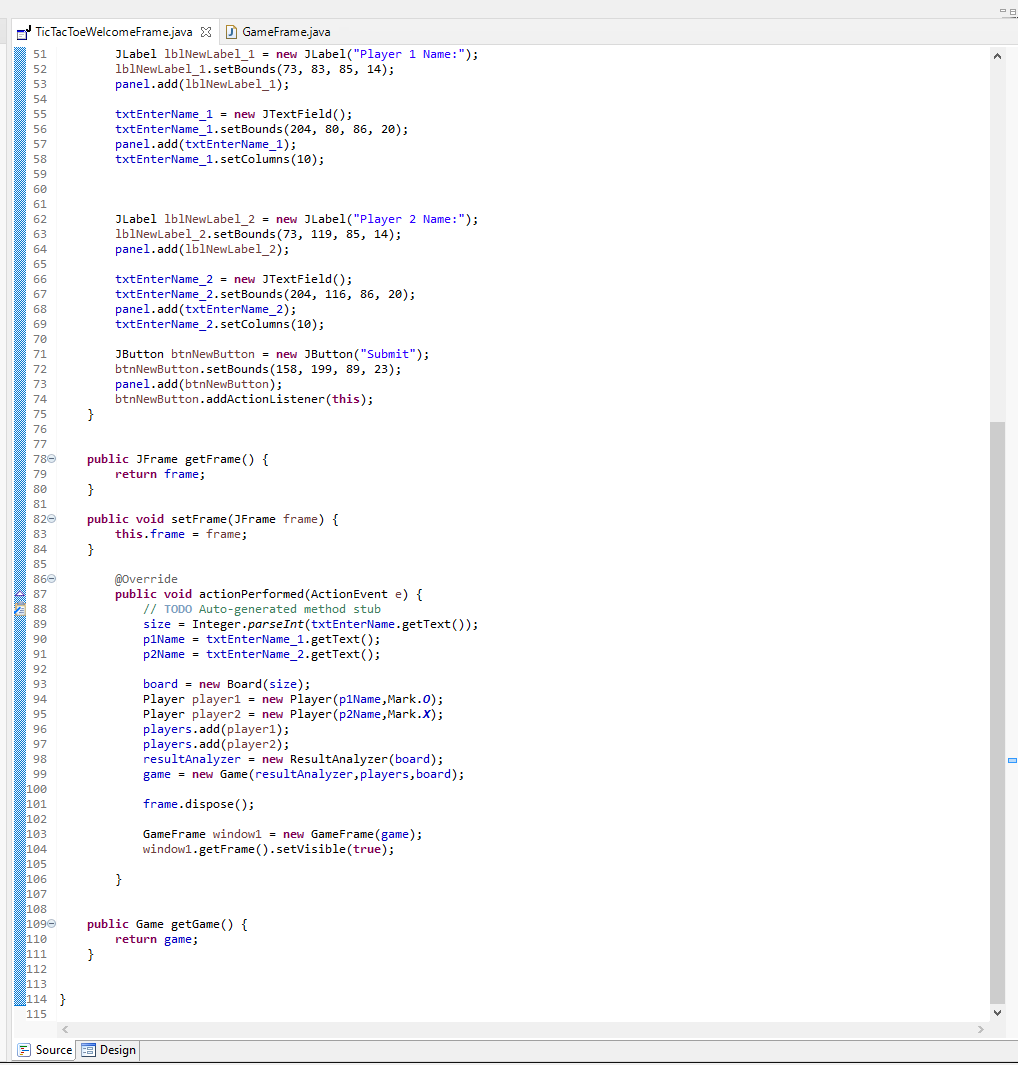 TicTacToeWelcomeFrame.java GameFrame.java
51 JLabel lblNewLabel_1 = new JLabel("Player 1 Name:");
52 lblNewLabel_1.setBounds(73, 83, 85, 14);
53 panel.add(lblNewLabel_1);
54
55 txtEnterName_1 = new JTextField();
56 txtEnterName_1.setBounds(204, 80, 86, 20);
57 panel.add(txtEnterName_1);
58 txtEnterName_1.setColumns(10);
59
60
61
62 JLabel lblNewLabel_2 = new JLabel("Player 2 Name:");
63 lblNewLabel_2.setBounds(73, 119, 85, 14);
64 panel.add(lblNewLabel_2);
65
66 txtEnterName_2 = new JTextField();
67 txtEnterName_2.setBounds(204, 116, 86, 20);
68 panel.add(txtEnterName_2);
69 txtEnterName_2.setColumns(10);
70
71 JButton btnNewButton = new JButton("Submit");
72 btnNewButton.setBounds(158, 199, 89, 23);
73 panel.add(btnNewButton);
74 btnNewButton.addActionListener(this);
75 }
76
77
78 public JFrame getFrame() {
79 return frame;
80 }
81
82 public void setFrame(JFrame frame) {
83 this.frame = frame;
84 }
85
86 @Override
87 public void actionPerformed(ActionEvent e) {
88 // TODO Auto-generated method stub
89 size = Integer.parseInt(txtEnterName.getText());
90 p1Name = txtEnterName_1.getText();
91 p2Name = txtEnterName_2.getText();
92
93 board = new Board(size);
94 Player player1 = new Player(p1Name,Mark.O);
95 Player player2 = new Player(p2Name,Mark.X);
96 players.add(player1);
97 players.add(player2);
98 resultAnalyzer = new ResultAnalyzer(board);
99 game = new Game(resultAnalyzer,players,board);
100
101 frame.dispose();
102
103 GameFrame window1 = new GameFrame(game);
104 window1.getFrame().setVisible(true);
105
106 }
107
108
109 public Game getGame() {
110 return game;
111 }
112
113
114 }
115
Source Design